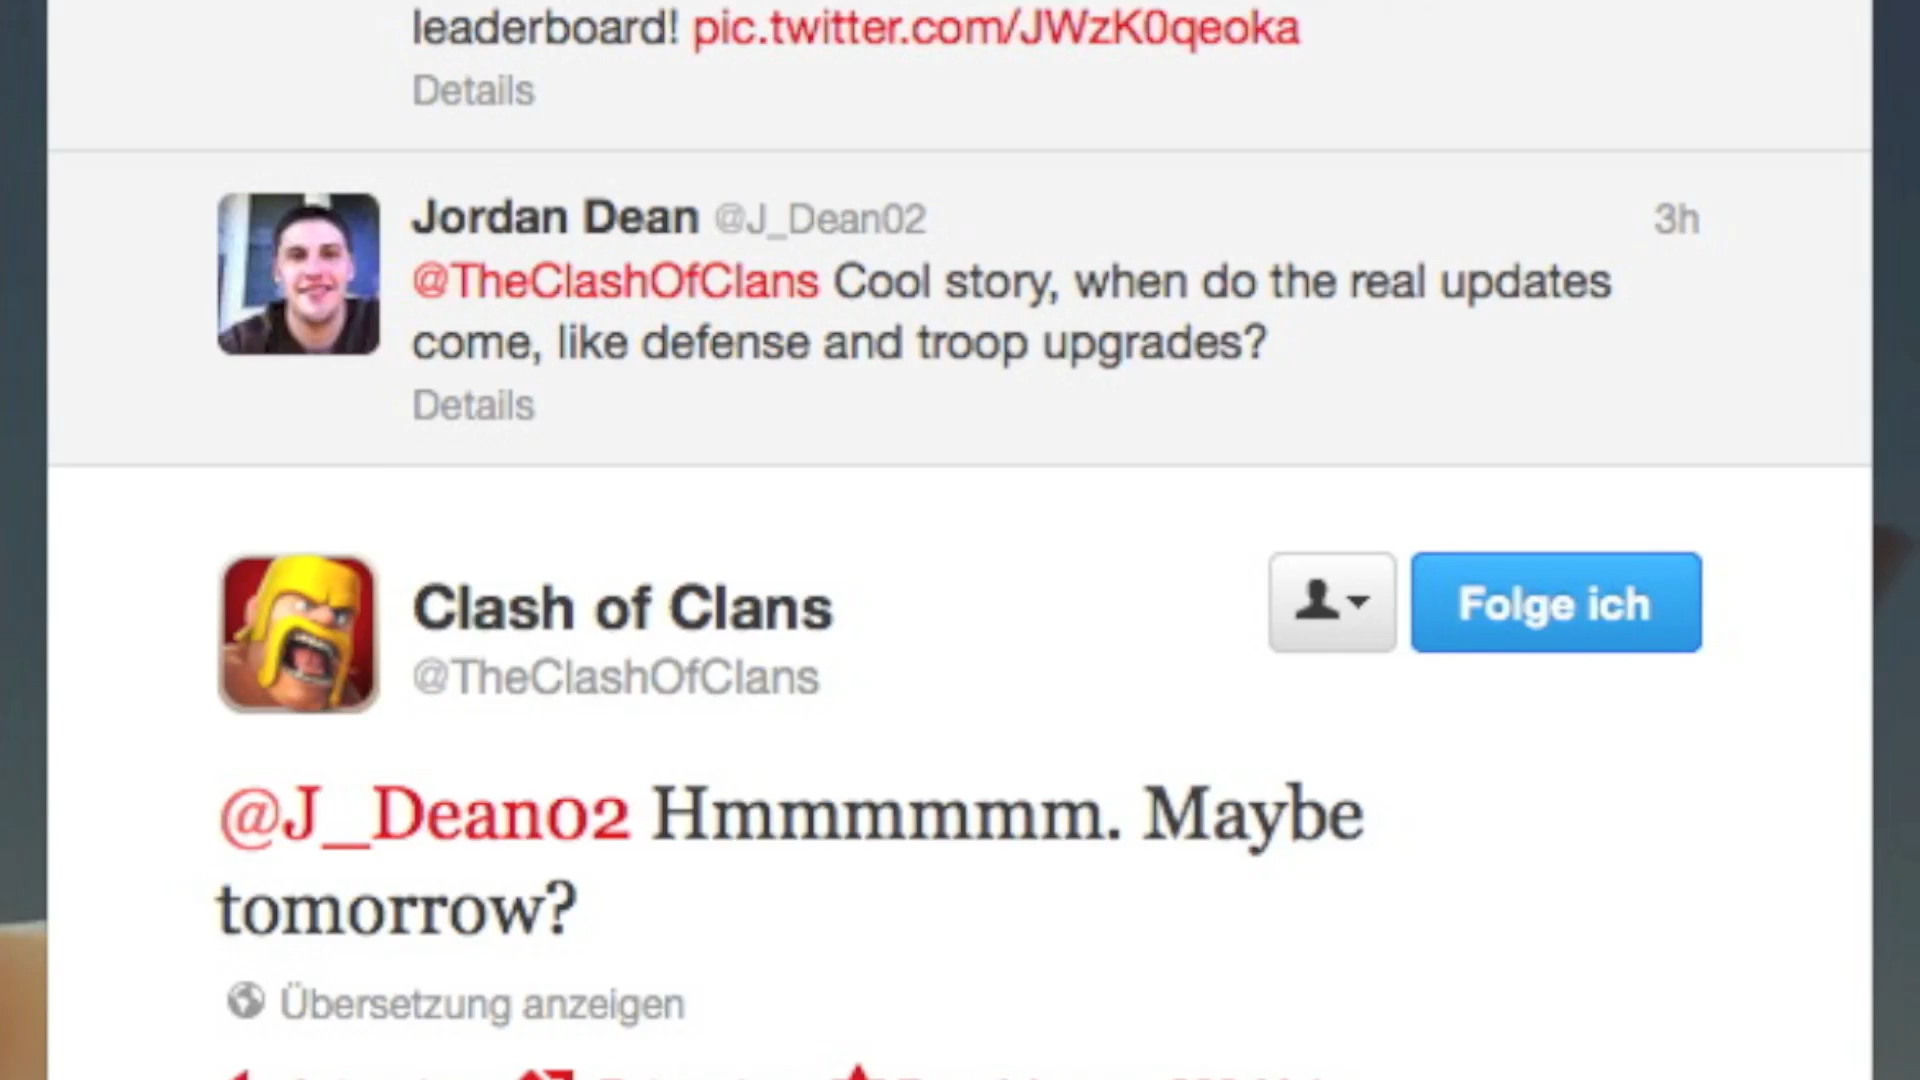 leaderboard! pic.twitter.com/JWzK0qeoka
Details
Jordan Dean @J_Dean02 3h
@TheClashOfClans Cool story, when do the real updates
come, like defense and troop upgrades?
Details
Clash of Clans
Folge ich
@TheClashOfClans
@J_Dean02 Hmmmmmm. Maybe
tomorrow?
Übersetzung anzeigen